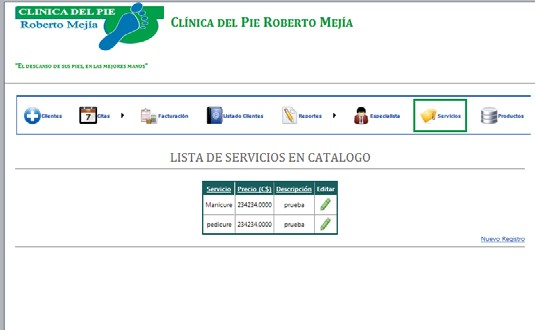 CLINICA DEL PIE
Roberto Mejía
CLÍNICA DEL PIE ROBERTO MEJÍA
"EL DESCANSO DE SUS PIES, EN LAS MEJORES MANOS"
Clientes 7 Citas Facturación Listado Clientes Reportes Especialista Servicios Productos
LISTA DE SERVICIOS EN CATALOGO
Servicio Precio (C$) Descripción Editar
Manicure 234234.0000 prueba
pedicure 234234.0000 prueba
Nuevo Registro